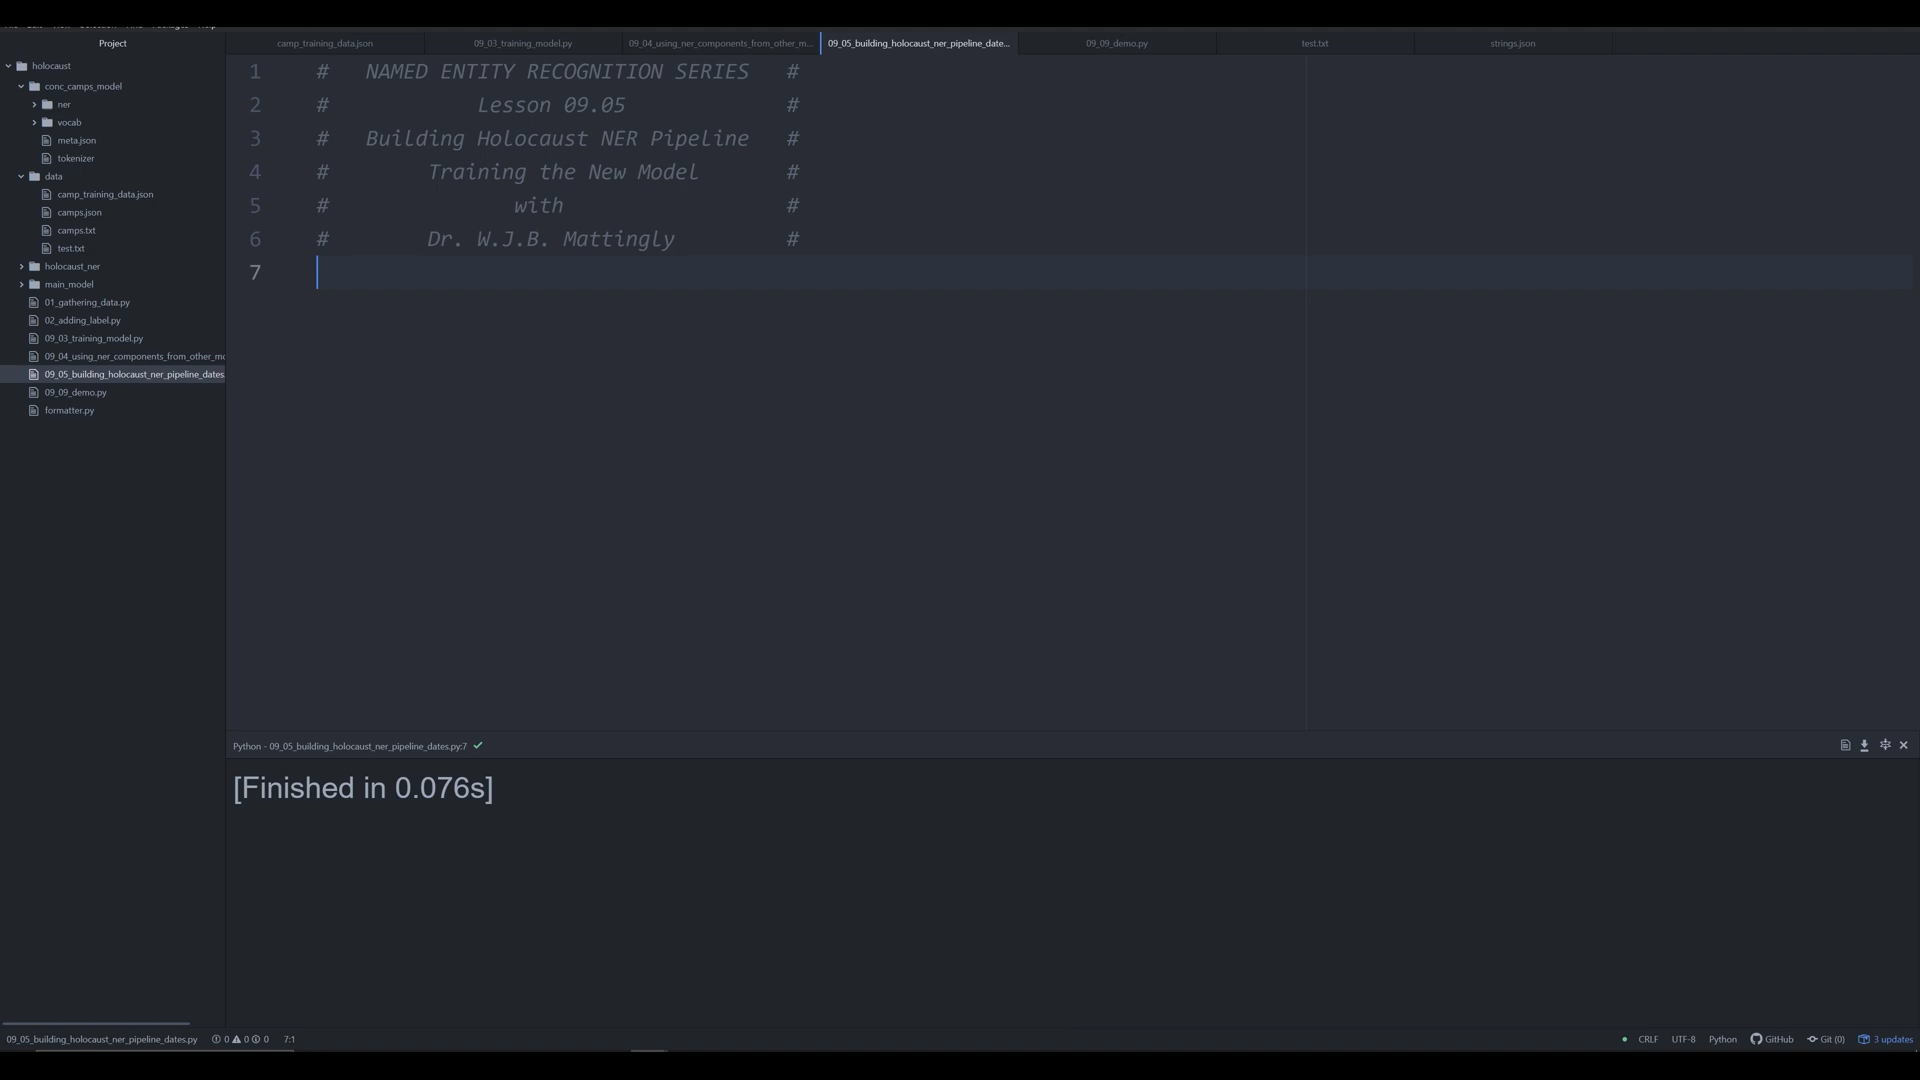 Project
camp_training_data.json
09_03_training_model.py
09_04_using_ner_components_from_other_m...
09_05_building_holocaust_ner_pipeline_date...
09_09_demo.py
test.txt
strings.json
holocaust
conc_camps_model
ner
vocab
meta.json
tokenizer
data
camp_training_data.json
camps.json
camps.txt
test.txt
holocaust_ner
main_model
01_gathering_data.py
02_adding_label.py
09_03_training_model.py
09_04_using_ner_components_from_other_mo
09_05_building_holocaust_ner_pipeline_dates.
09_09_demo.py
formatter.py
1 # NAMED ENTITY RECOGNITION SERIES #
2 # Lesson 09.05 #
3 # Building Holocaust NER Pipeline #
4 # Training the New Model #
5 # with #
6 # Dr. W.J.B. Mattingly #
7
Python - 09_05_building_holocaust_ner_pipeline_dates.py:7
[Finished in 0.076s]
09_05_building_holocaust_ner_pipeline_dates.py 0 0 0 7:1
CRLF UTF-8 Python GitHub Git (0) 3 updates